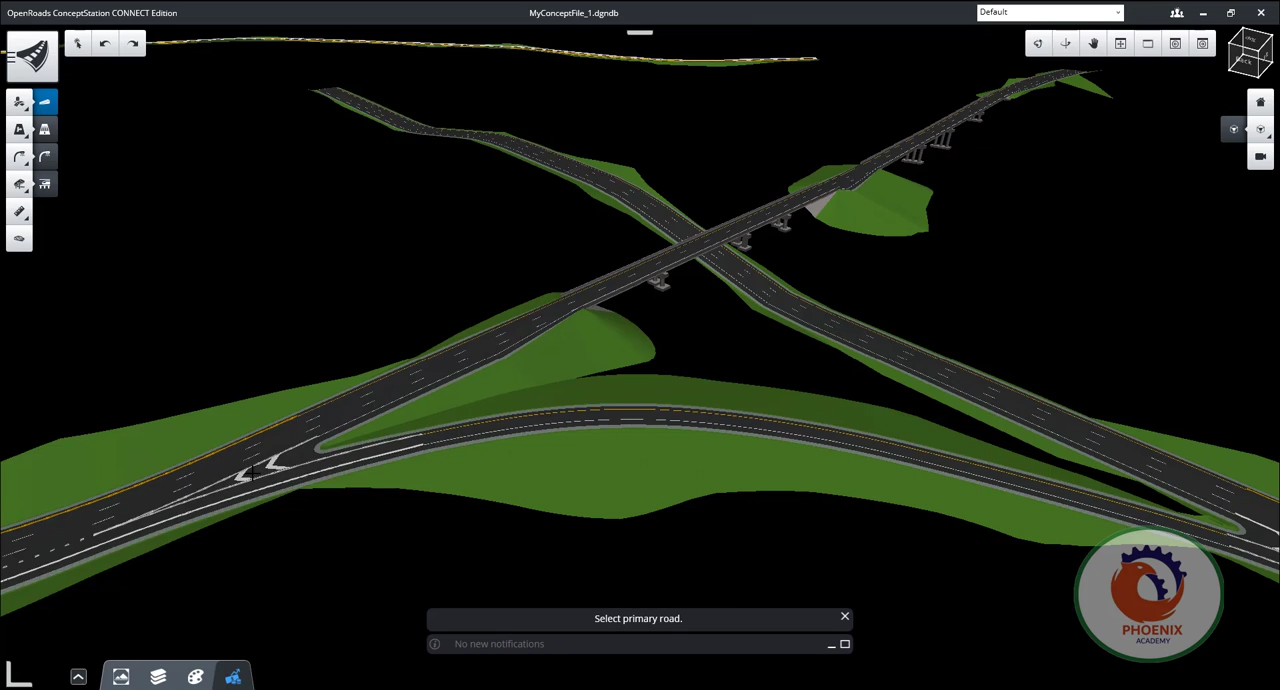 OpenRoads ConceptStation CONNECT Edition
MyConceptFile_1.dgndb
Default
Select primary road.
No new notifications
PHOENIX
ACADEMY